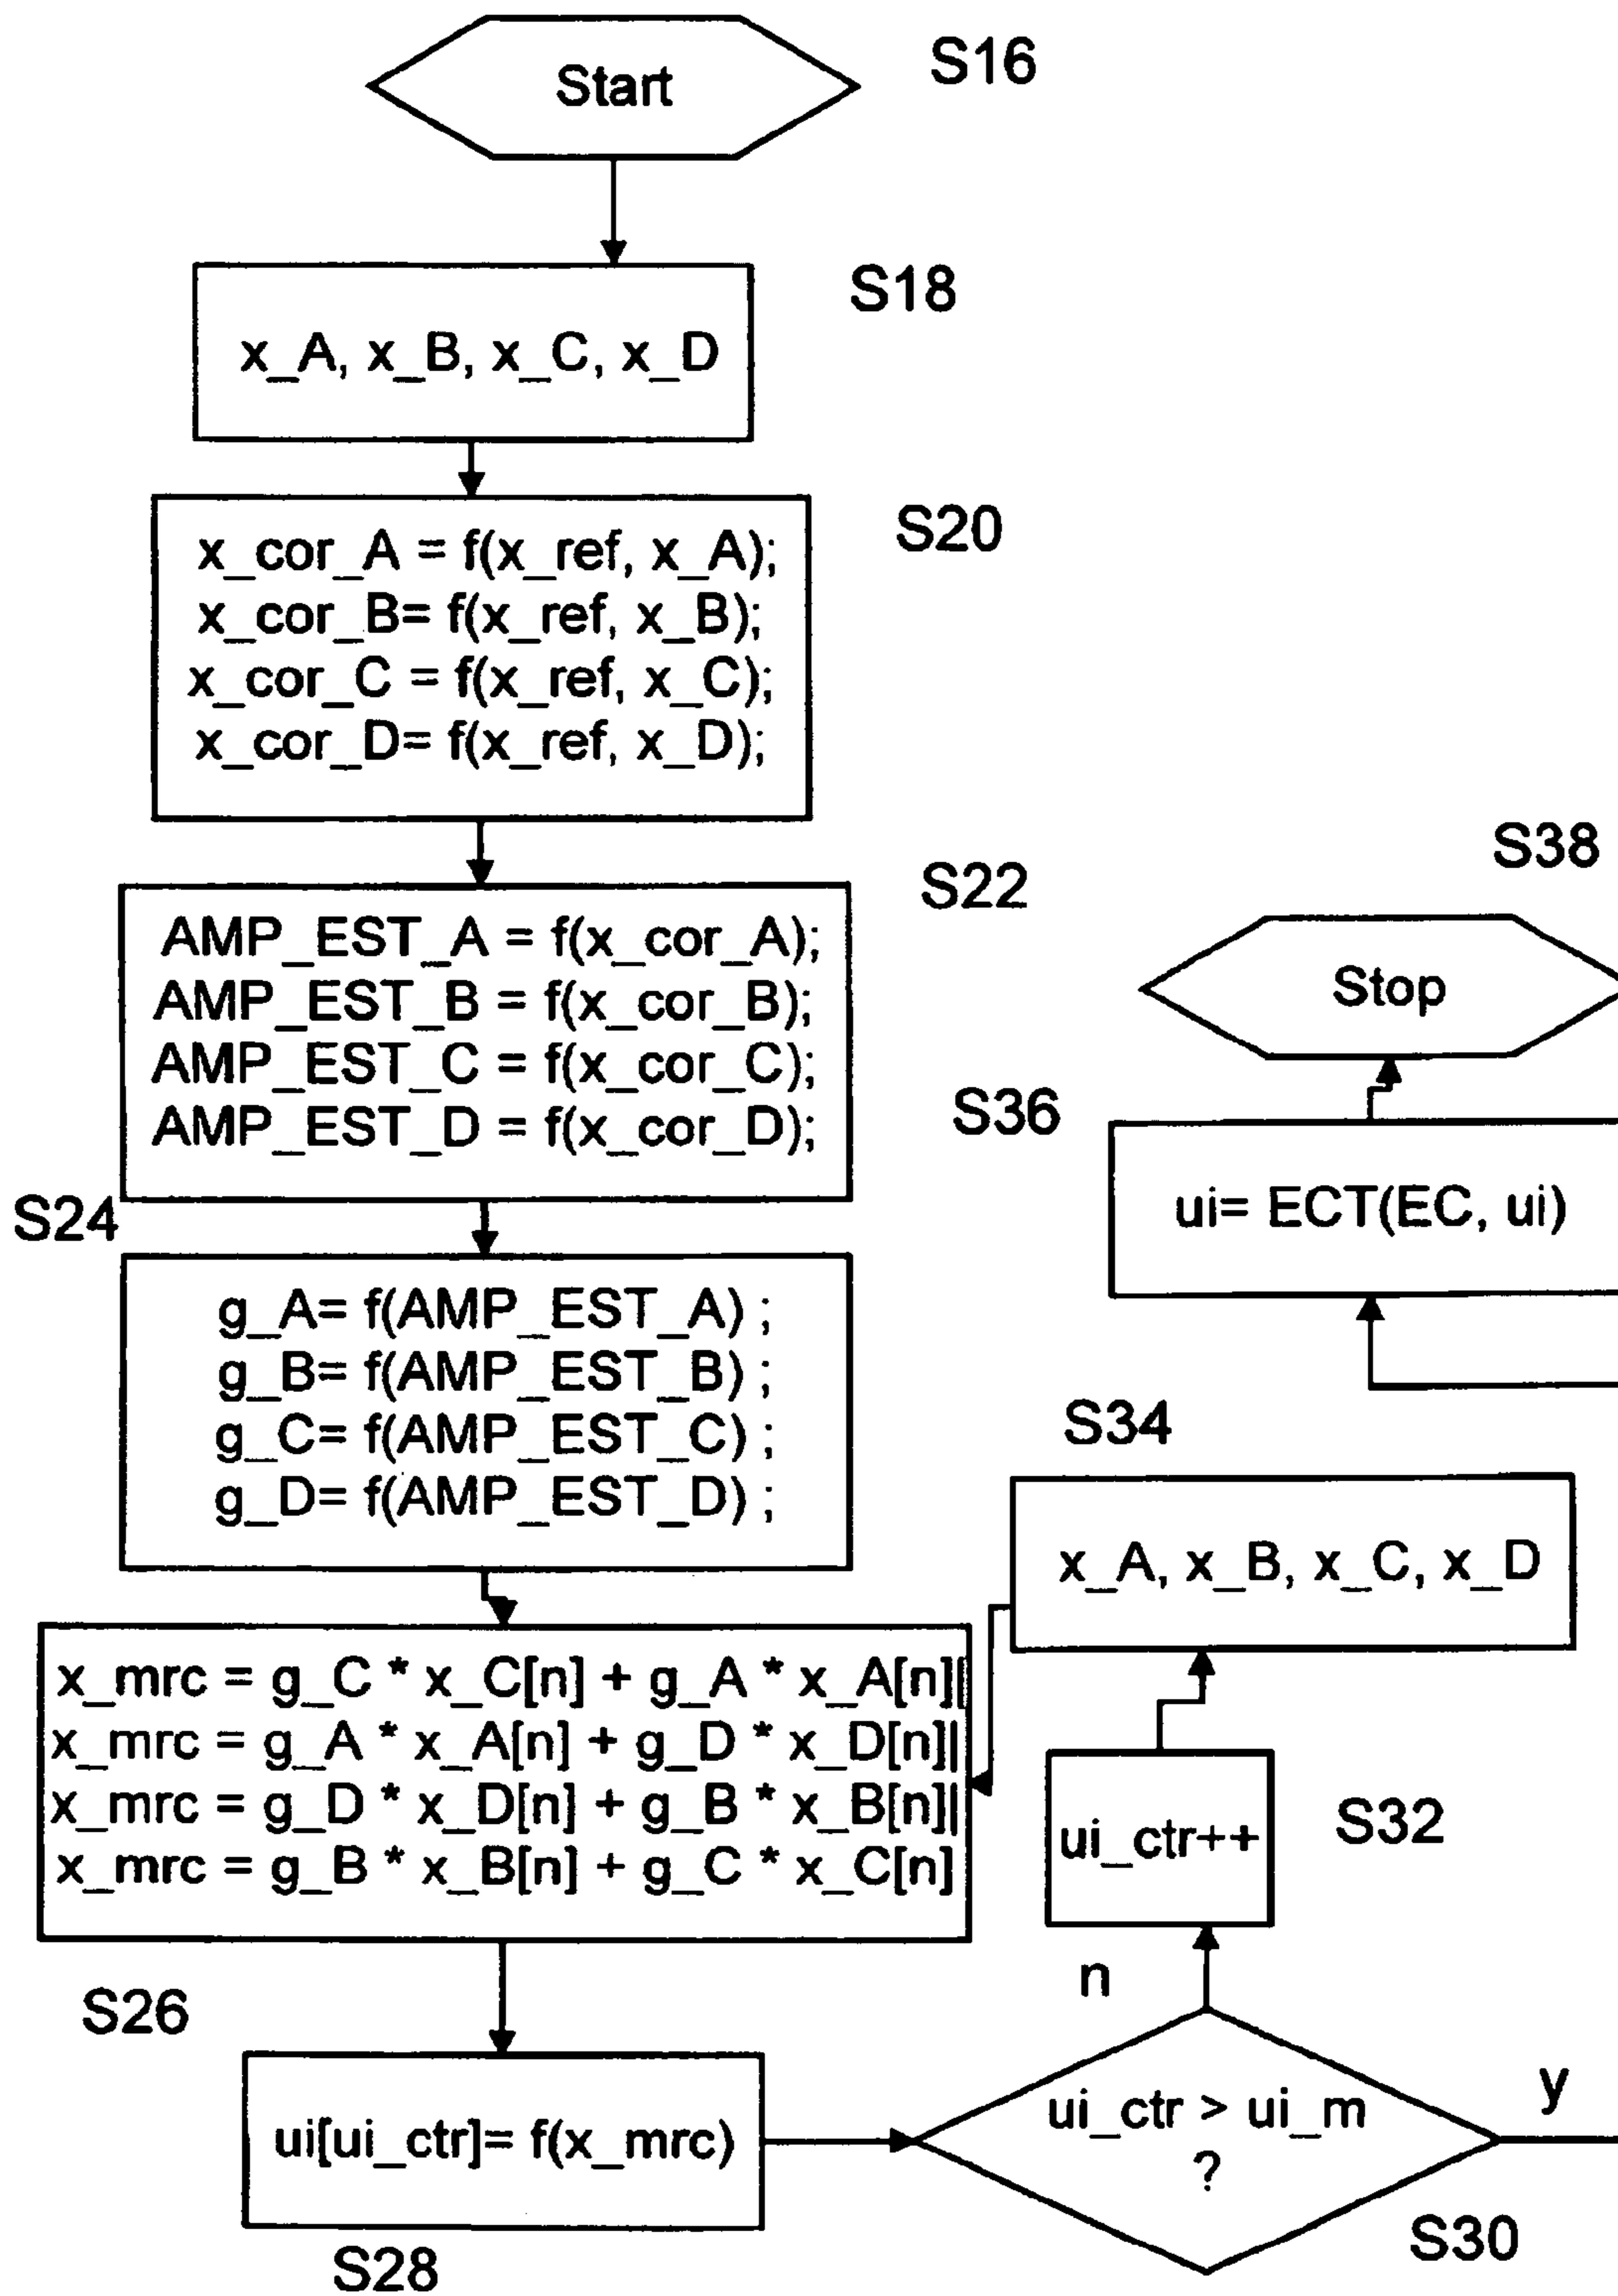 Start
S16
S18
x_A, x_B, x_C, x_D
S20
x_cor_A = f(x_ref, x_A);
x_cor_B= f(x_ref, x_B);
x_cor_C = f(x_ref, x_C);
x_cor_D= f(x_ref, x_D);
S22
AMP_EST_A = f(x_cor_A);
AMP_EST_B = f(x_cor_B);
AMP_EST_C = f(x_cor_C);
AMP_EST_D = f(x_cor_D);
S24
g_A= f(AMP_EST_A) ;
g_B= f(AMP_EST_B) ;
g_C= f(AMP_EST_C) ;
g_D= f(AMP_EST_D) ;
x_mrc = g_C * x_C[n] + g_A * x_A[n]||
x_mrc = g_A * x_A[n] + g_D * x_D[n]||
x_mrc = g_D * x_D[n] + g_B * x_B[n]||
x_mrc = g_B * x_B[n] + g_C * x_C[n]
S26
ui[ui_ctr]= f(x_mrc)
S28
ui_ctr > ui_m
?
S30
n
y
ui_ctr++
S32
S34
x_A, x_B, x_C, x_D
S36
ui= ECT(EC, ui)
S38
Stop